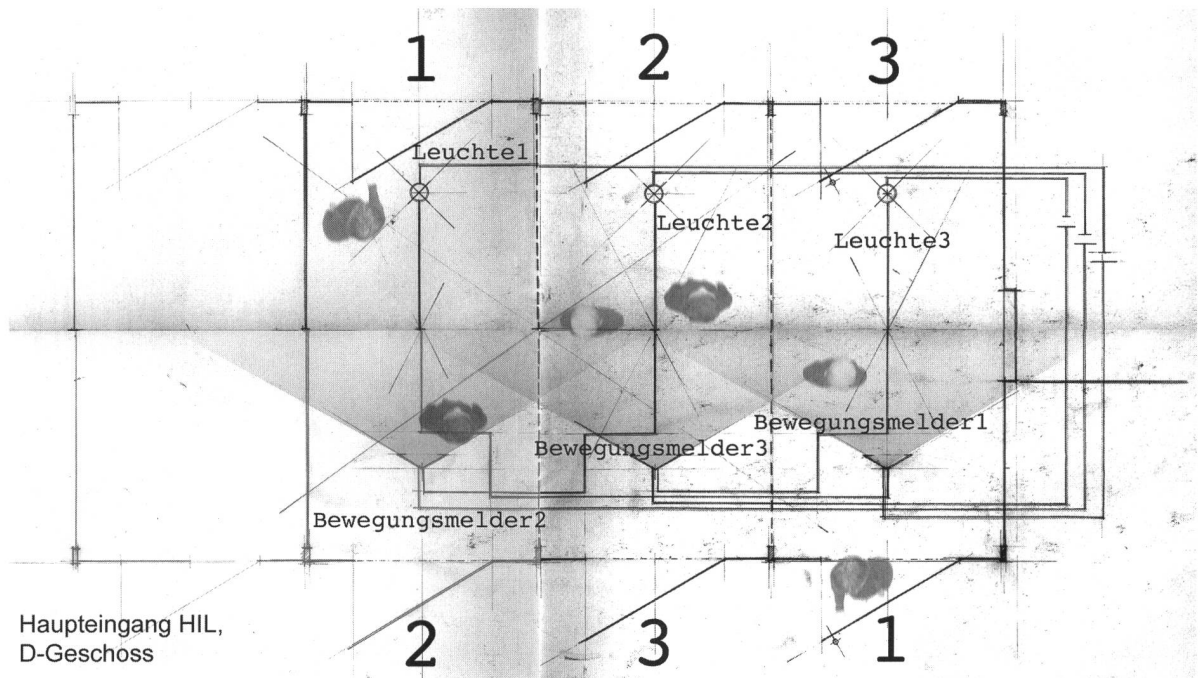 1
2
3
Leuchte1
Leuchte2
Leuchte3
Bewegungsmelder1
Bewegungsmelder3
Bewegungsmelder2
Haupteingang HIL,
D-Geschoss
2
3
1